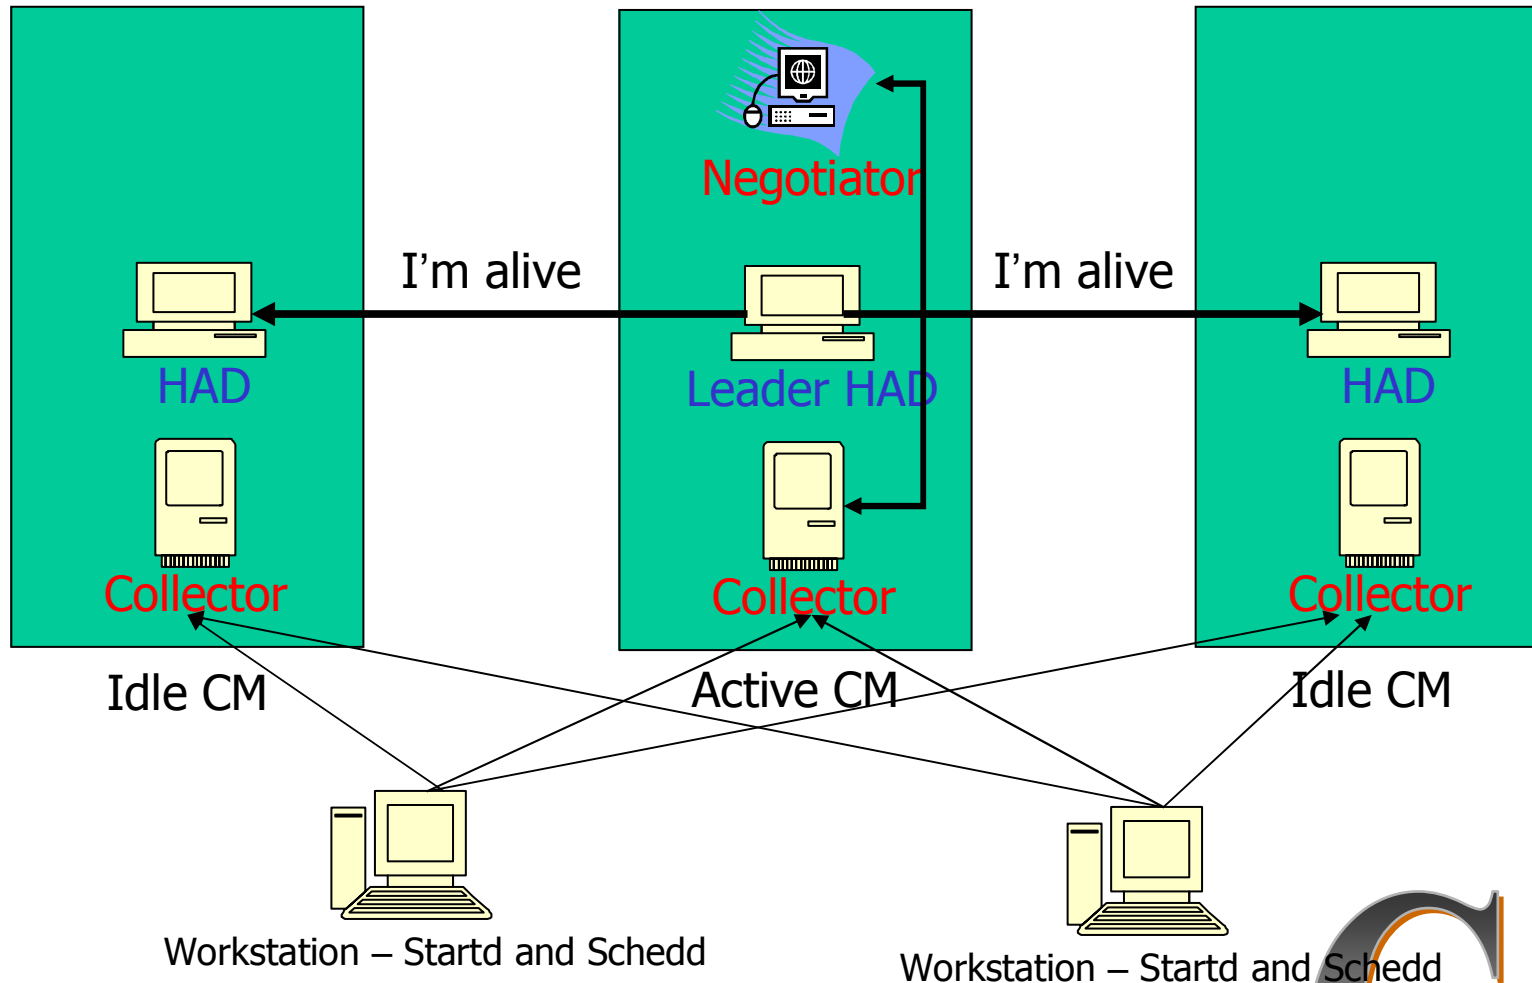 Negotiator
I'm alive
I'm alive
HAD
Leader HAD
HAD
Collector
Collector
Collector
Idle CM
Active CM
Idle CM
Workstation – Startd and Schedd
Workstation – Startd and Schedd